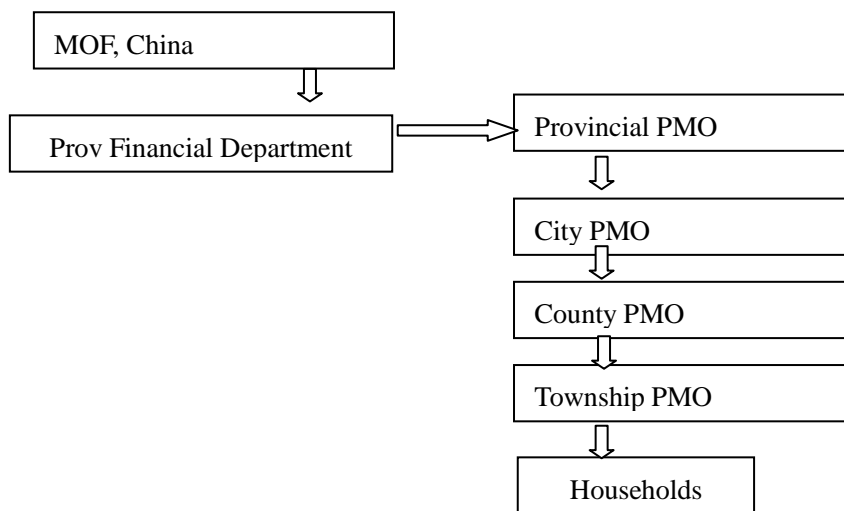 MOF, China
Prov Financial Department
Provincial PMO
City PMO
County PMO
Township PMO
Households